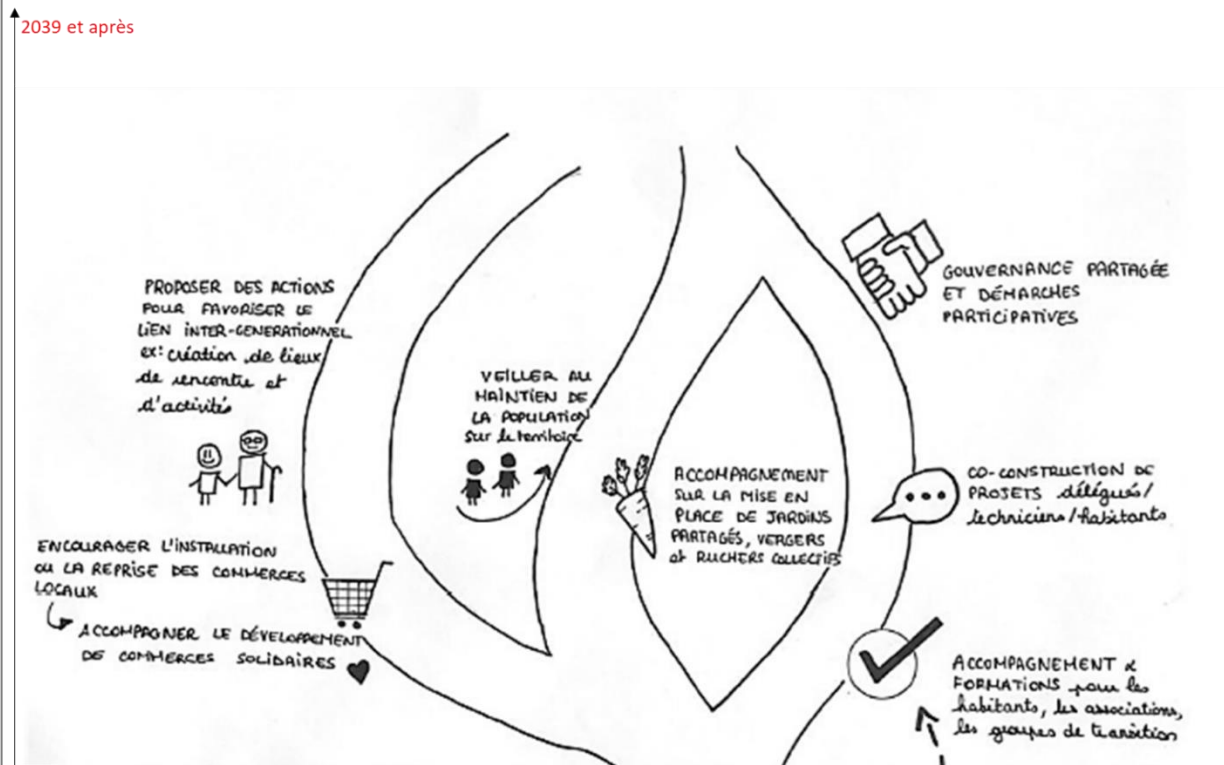 2039 et après
PROPOSER DES ACTIONS
POUR FAVORISER LE
LIEN INTER-GENERATIONNEL
ex: création de lieux
de rencontre et
d'activités
VEILLER AU
MAINTIEN DE
LA POPULATION
sur le territoire
GOUVERNANCE PARTAGÉE
ET DÉMARCHES
PARTICIPATIVES
ACCOMPAGNEMENT
SUR LA MISE EN
PLACE DE JARDINS
PARTAGÉS, VERGERS
et RUCHERS COLLECTIFS
CO-CONSTRUCTION DE
PROJETS délégués/
techniciens/habitants
ENCOURAGER L'INSTALLATION
OU LA REPRISE DES COMMERCES
LOCAUX
ACCOMPAGNER LE DÉVELOPPEMENT
DE COMMERCES SOLIDAIRES
ACCOMPAGNEMENT &
FORMATIONS pour les
habitants, les associations,
les groupes de transition